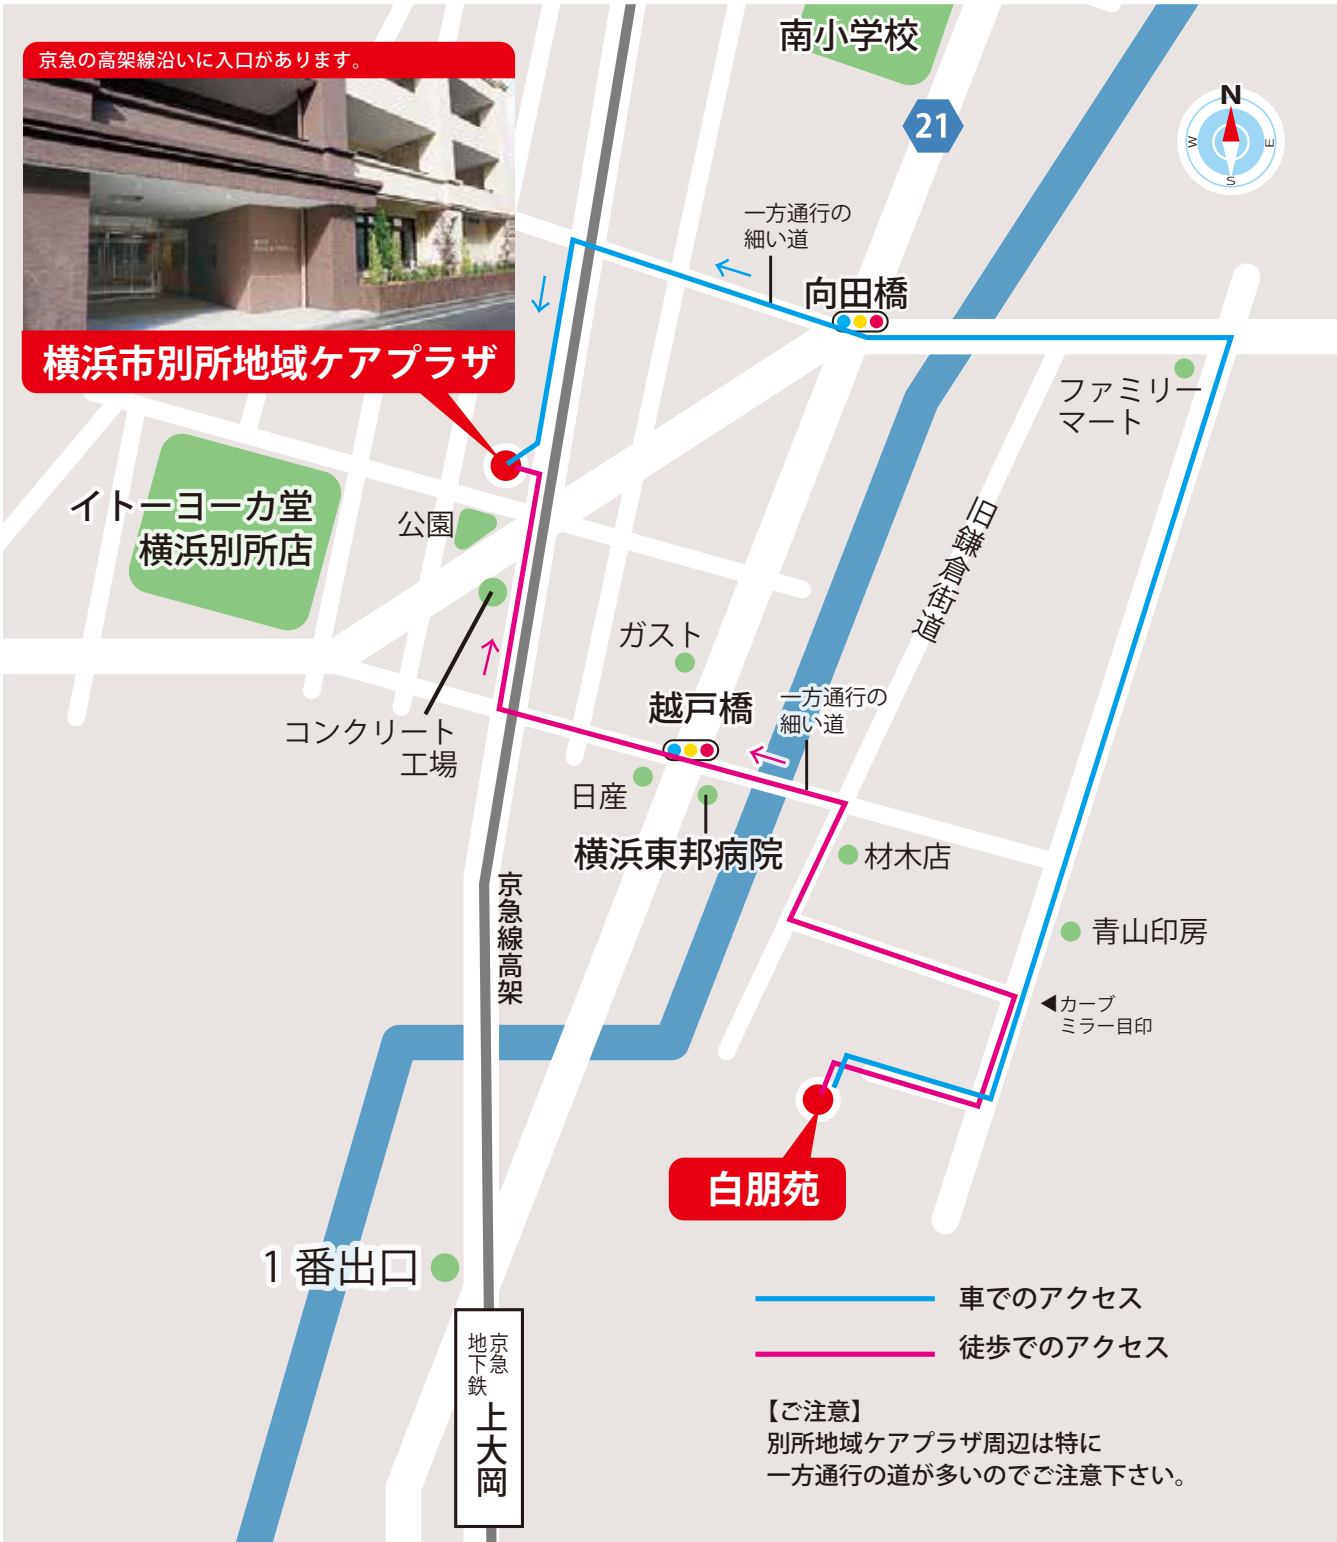 南小学校
京急の高架線沿いに入口があります。
21
N
W
E
S
一方通行の
細い道
向田橋
横浜市別所地域ケアプラザ
ファミリー
マート
イトーヨーカ堂
横浜別所店
公園
旧鎌倉街道
ガスト
越戸橋
一方通行の
細い道
コンクリート
工場
日産
横浜東邦病院
材木店
京急線高架
青山印房
◀カーブ
ミラー目印
白朋苑
1番出口
京急
地下鉄
上大岡
車でのアクセス
徒歩でのアクセス
【ご注意】
別所地域ケアプラザ周辺は特に
一方通行の道が多いのでご注意下さい。